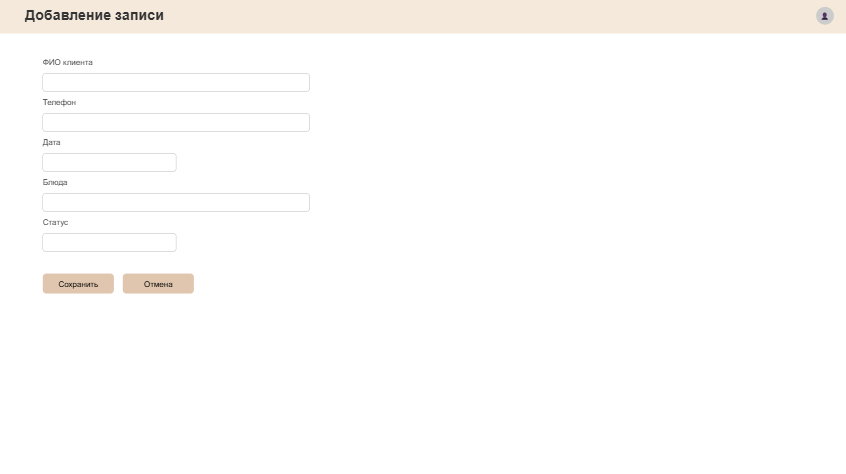 Добавление записи
ФИО клиента
Телефон
Дата
Блюда
Статус
Сохранить Отмена